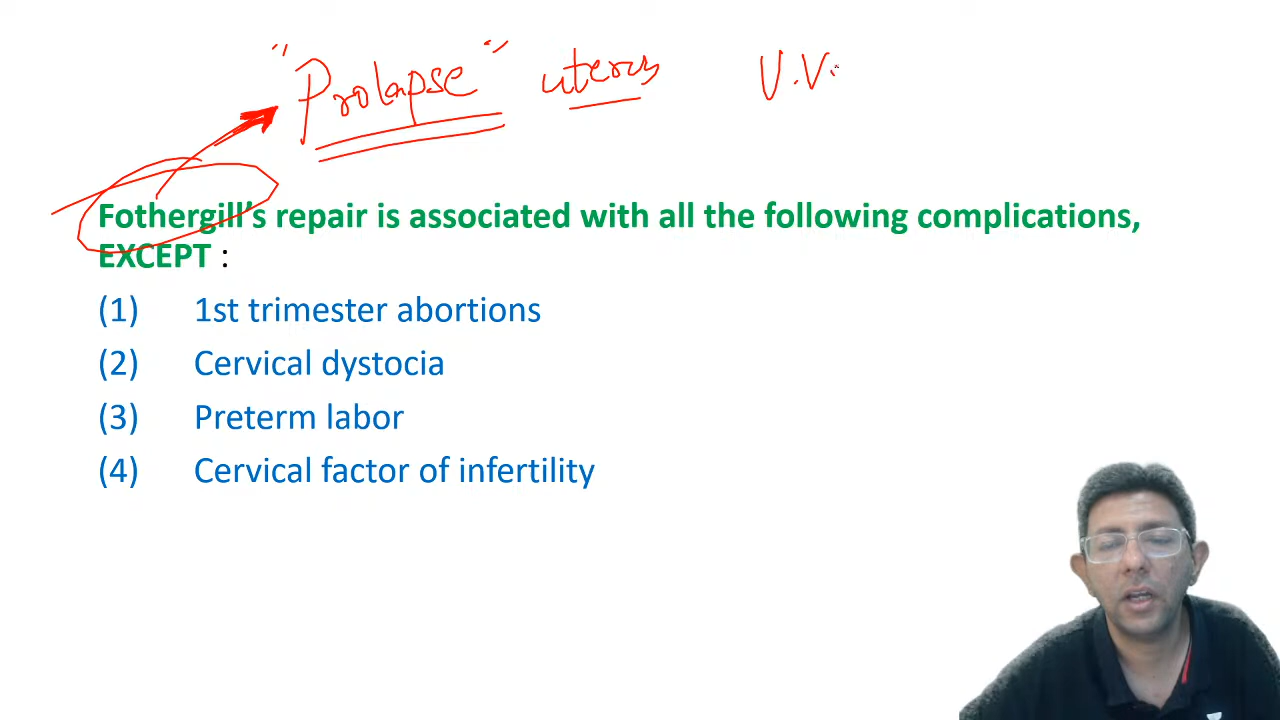 "Prolapse" uterus V.V.
Fothergill's repair is associated with all the following complications,
EXCEPT :
(1) 1st trimester abortions
(2) Cervical dystocia
(3) Preterm labor
(4) Cervical factor of infertility